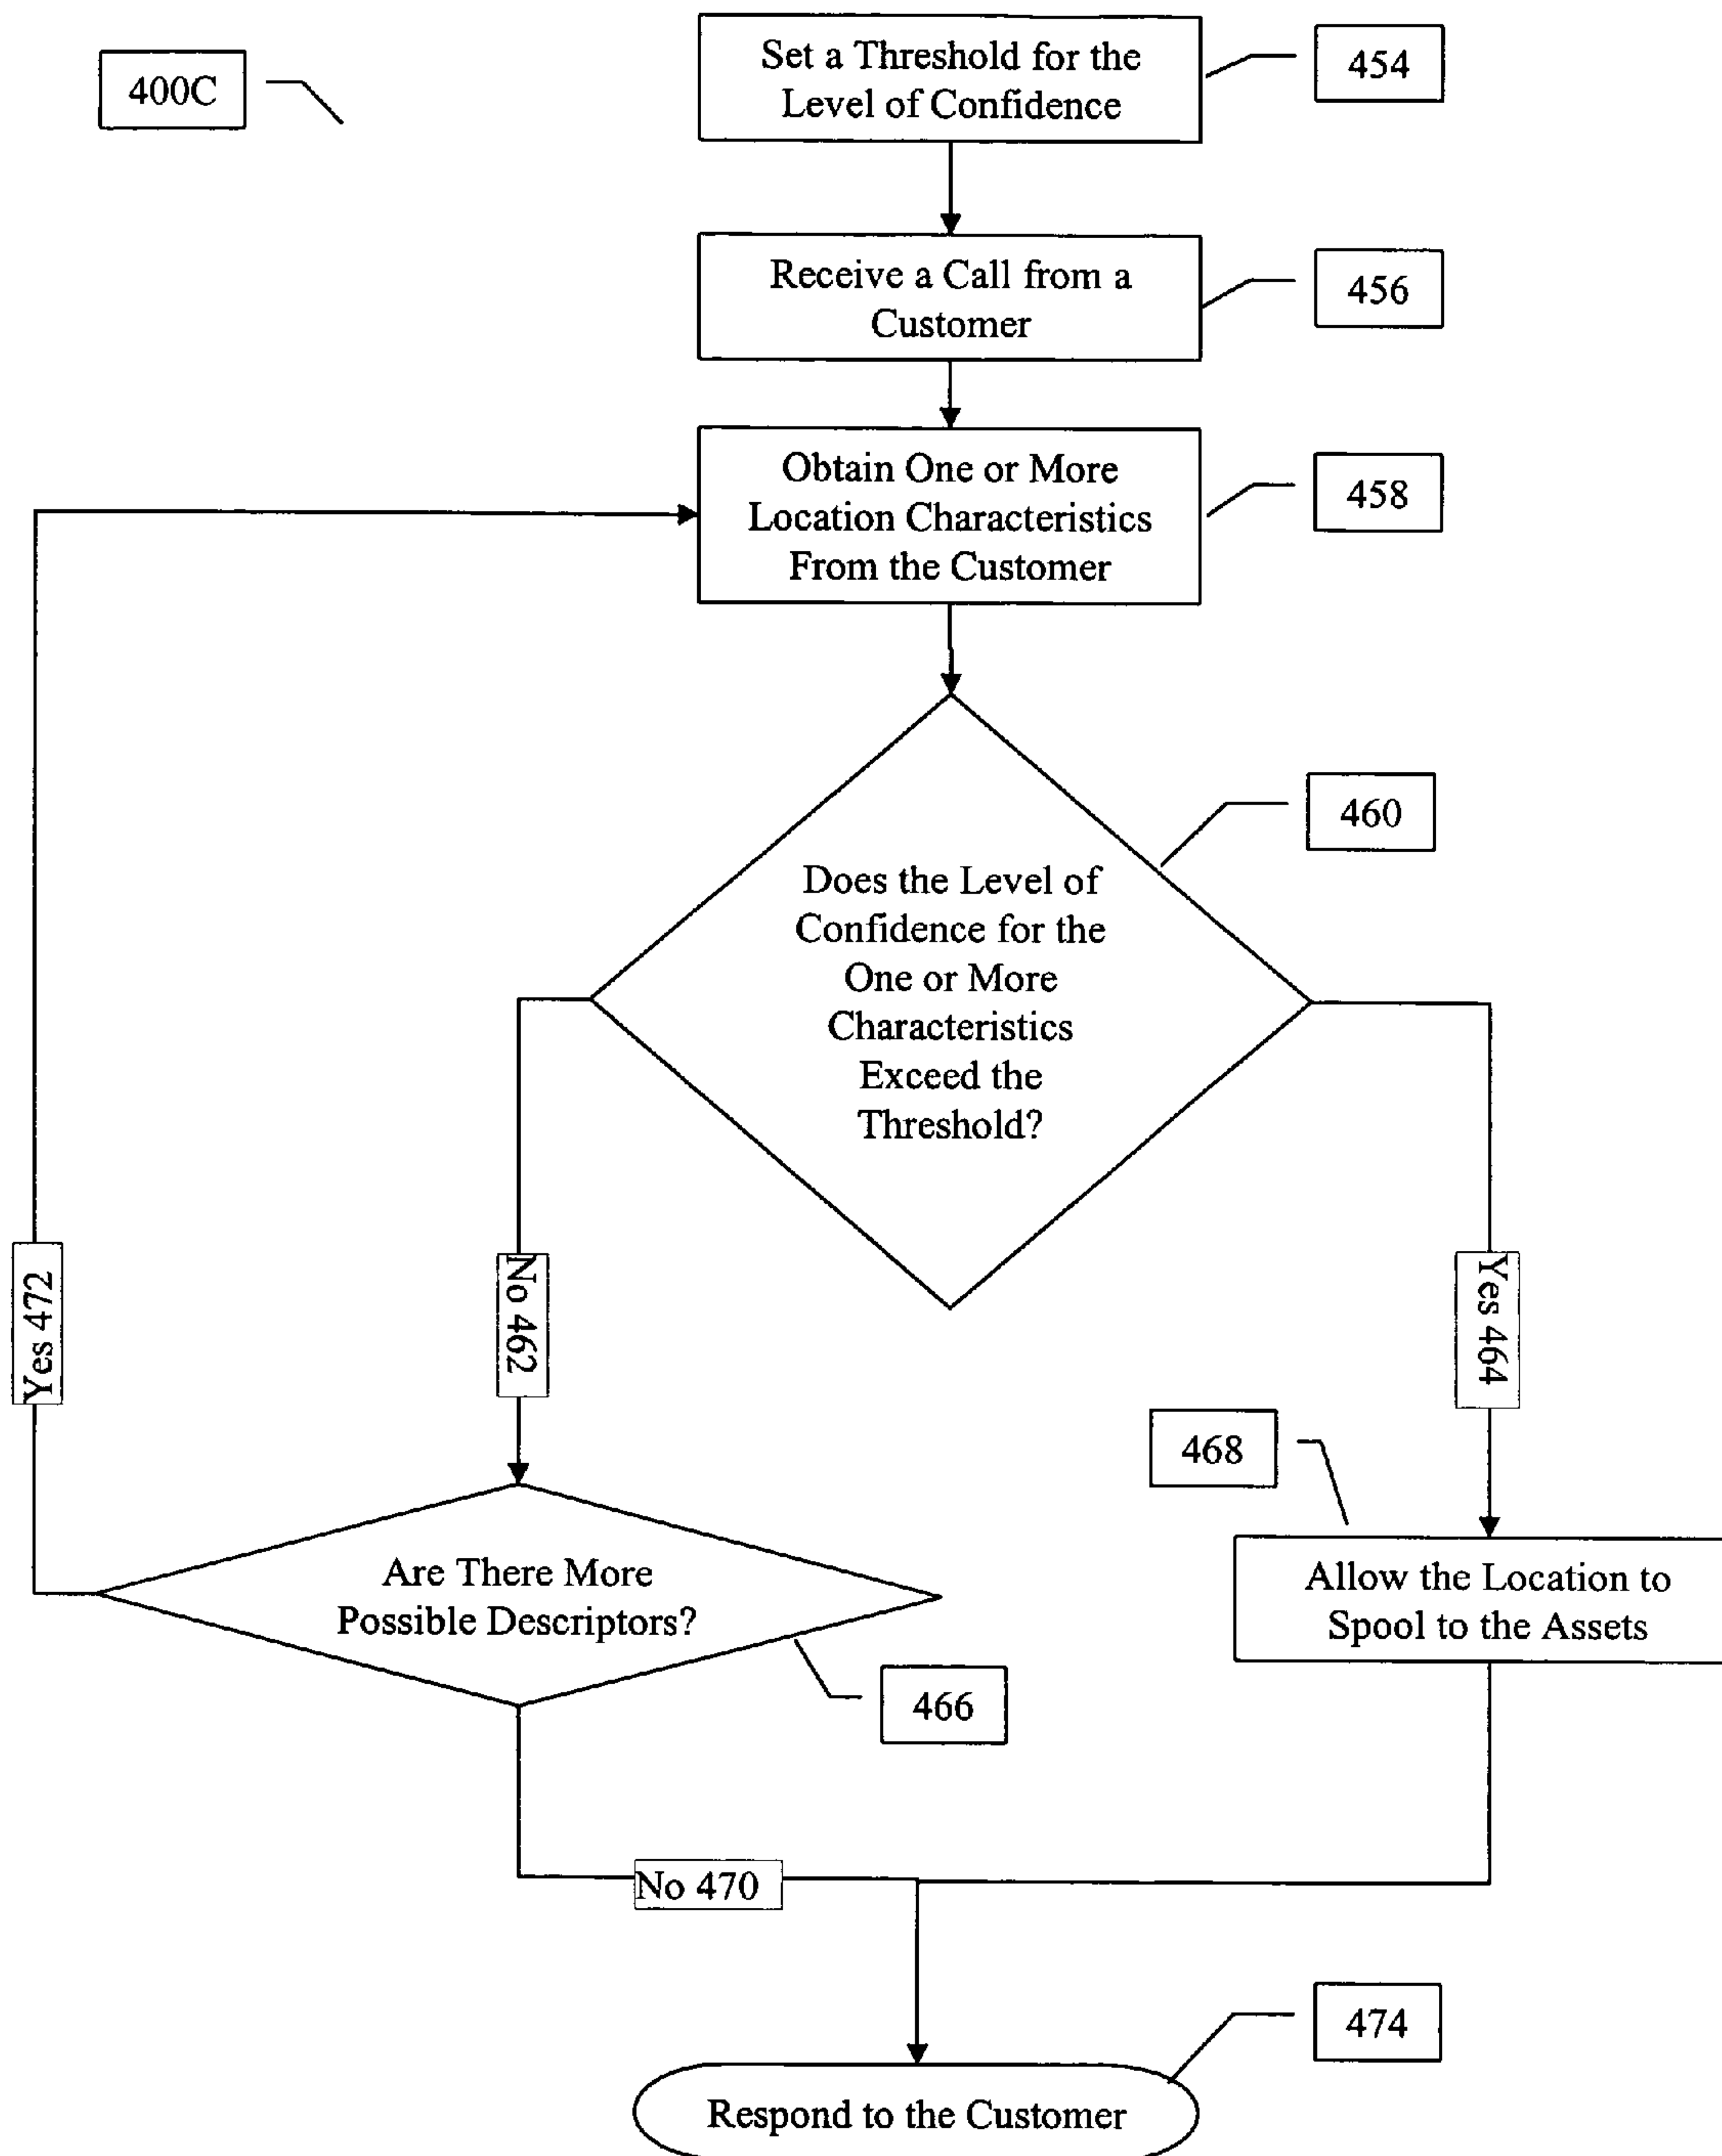 400C
Set a Threshold for the
Level of Confidence
454
Receive a Call from a
Customer
456
Obtain One or More
Location Characteristics
From the Customer
458
460
Does the Level of
Confidence for the
One or More
Characteristics
Exceed the
Threshold?
Yes 472
No 462
Yes 464
468
Are There More
Possible Descriptors?
Allow the Location to
Spool to the Assets
466
No 470
474
Respond to the Customer